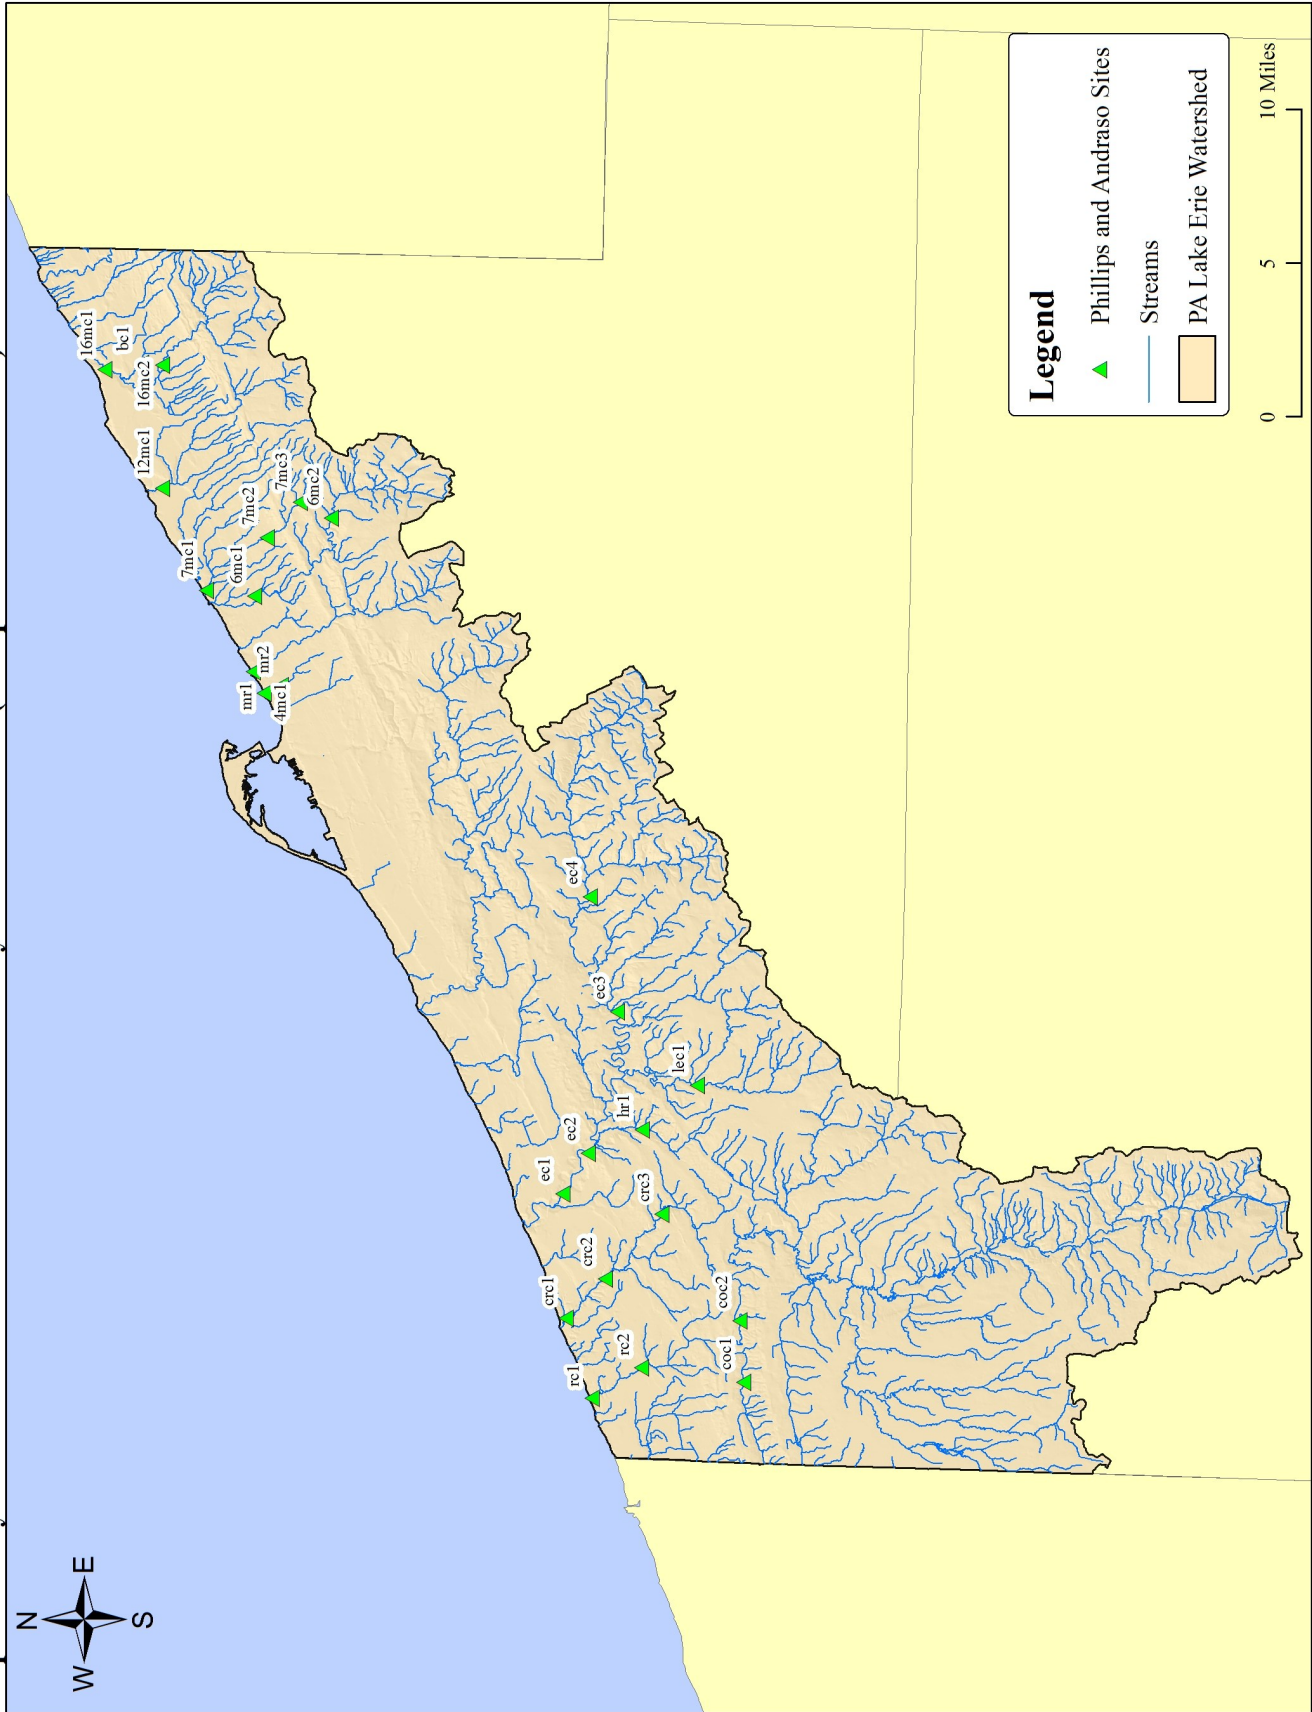 N
W E
S
16mc1
bc1
16mc2
12mc1
7mc1
6mc1
7mc2
7mc3
6mc2
mr1
mr2
4mc1
ec4
ec3
lec1
hr1
ec2
ec1
crc3
crc2
crc1
rc2
rc1
coc2
coc1
Legend
Phillips and Andraso Sites
Streams
PA Lake Erie Watershed
0 5 10 Miles